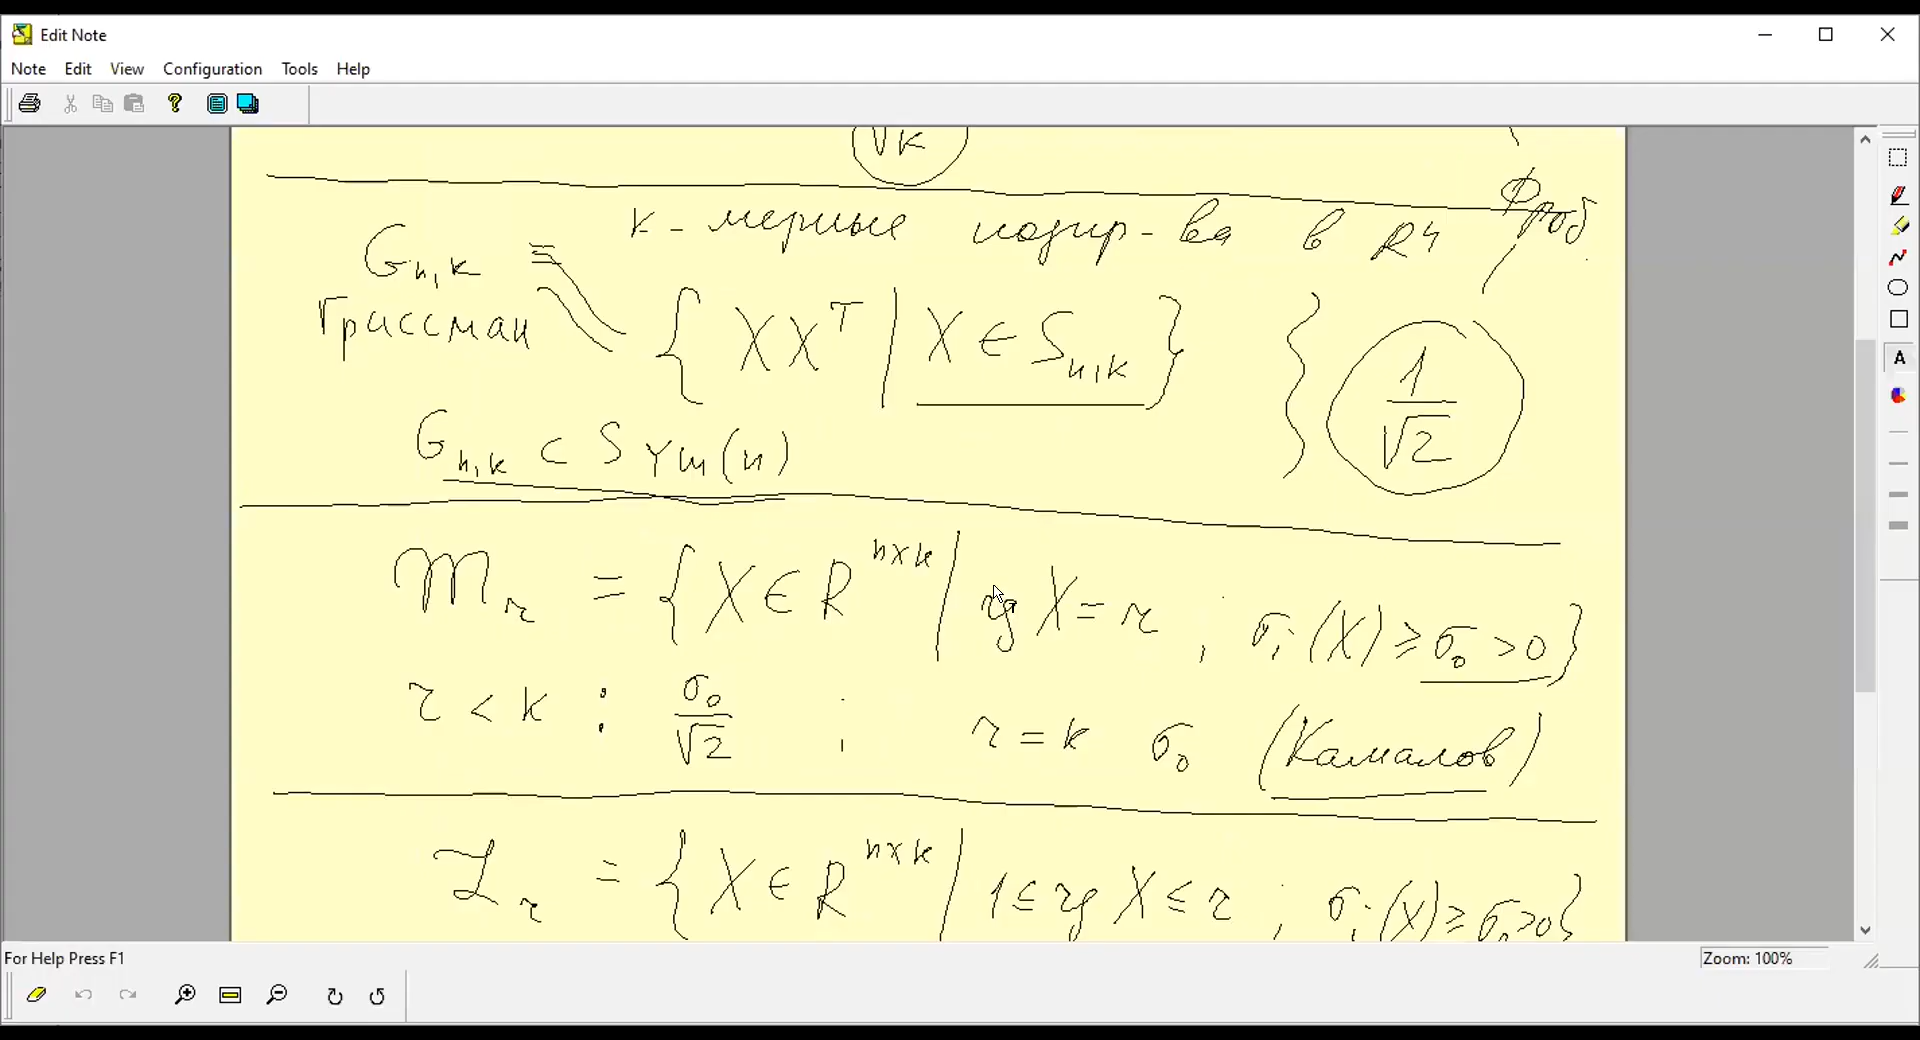 Edit Note
Note Edit View Configuration Tools Help
√k
Фроб.
G_{n,k} ≡ k-мерные подпр-ва в R^n
Грассман
{ XX^T | X ∈ S_{n,k} }
1/√2
G_{n,k} ⊂ Sym(n)
M_r = { X ∈ R^{n×k} | rg X = r ; σ_i(X) ≥ σ_0 > 0 }
r < k : σ_0/√2 ; r = k σ_0 (Камалов)
L_r = { X ∈ R^{n×k} | 1 ≤ rg X ≤ r ; σ_i(X) ≥ σ_0 > 0 }
For Help Press F1
Zoom: 100%